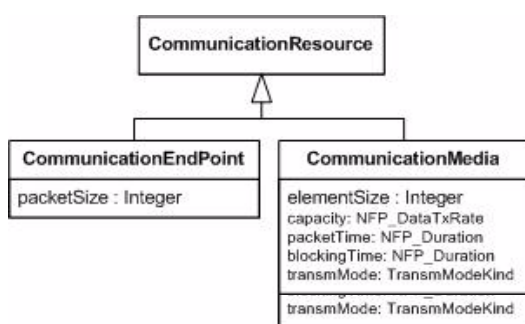 CommunicationResource
CommunicationEndPoint
packetSize : Integer
CommunicationMedia
elementSize : Integer
capacity: NFP_DataTxRate
packetTime: NFP_Duration
blockingTime: NFP_Duration
transmMode: TransmModeKind
transmMode: TransmModeKind